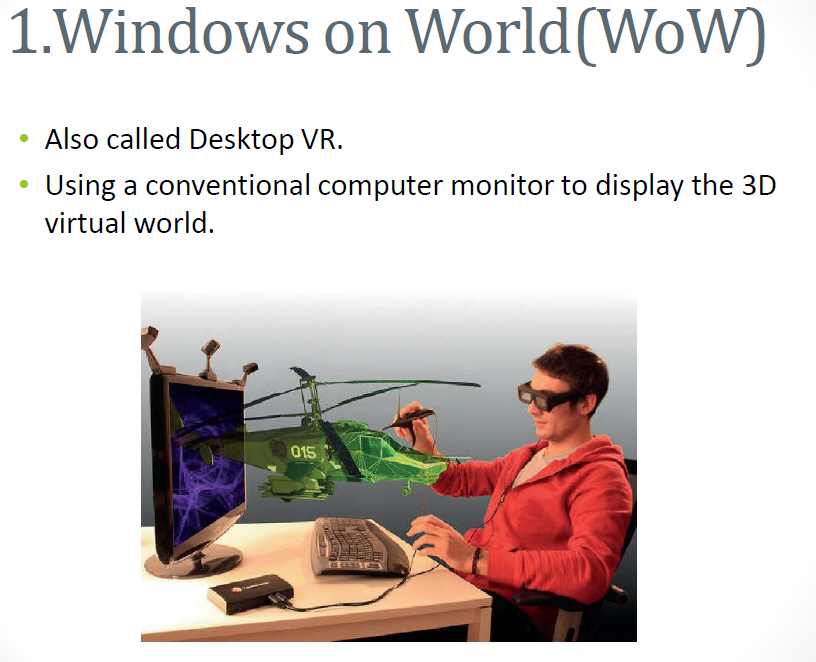 1.Windows on World(WoW)
• Also called Desktop VR.
• Using a conventional computer monitor to display the 3D
virtual world.
015